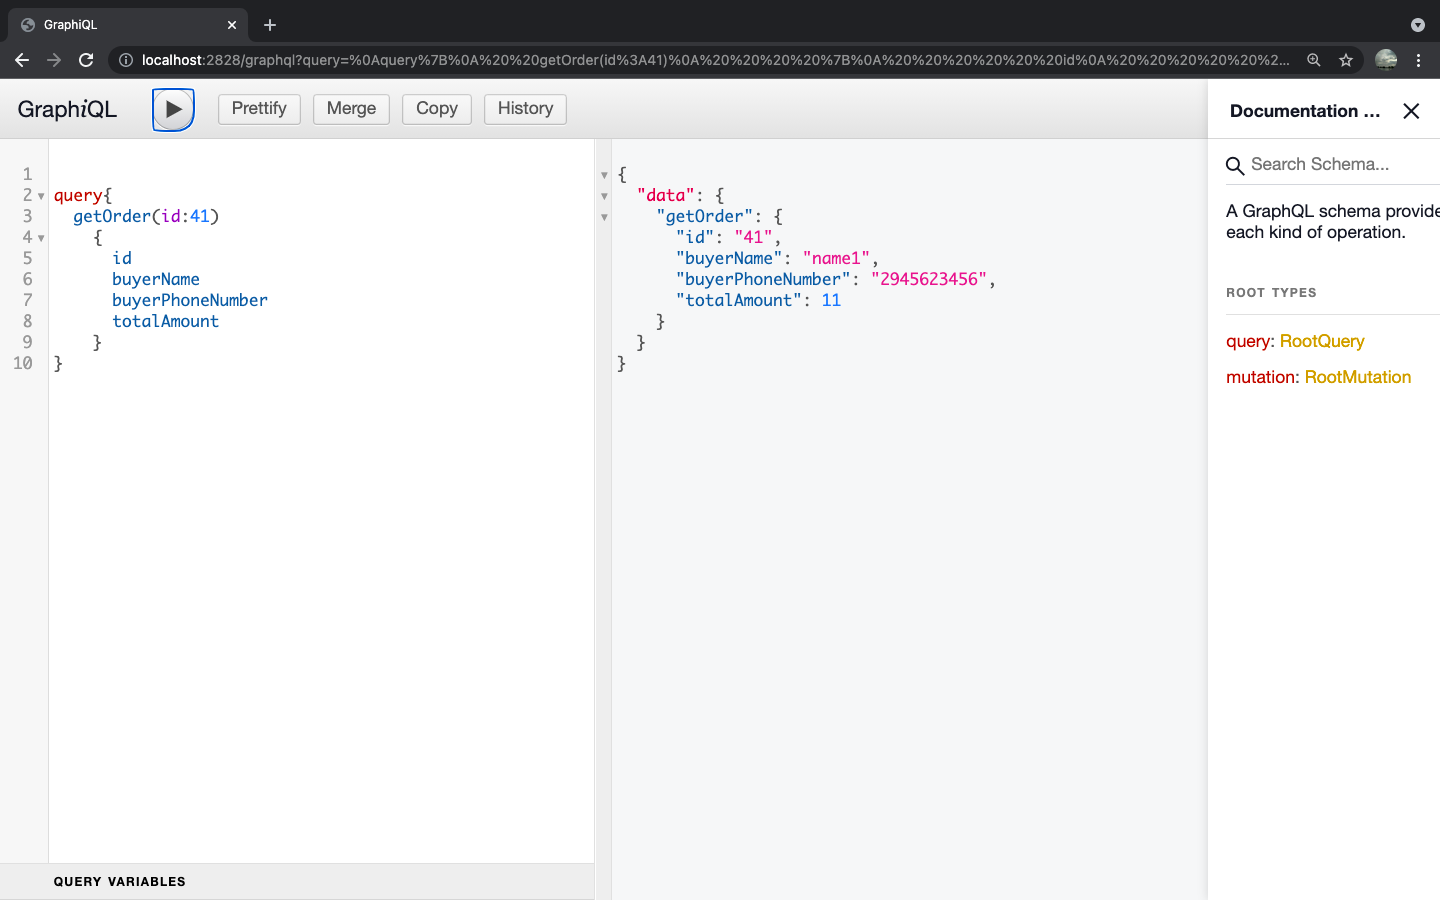 GraphiQL
localhost:2828/graphql?query=%0Aquery%7B%0A%20%20getOrder(id%3A41)%0A%20%20%20%20%7B%0A%20%20%20%20%20%20id%0A%20%20%20%20%20%2...
GraphiQL
Prettify
Merge
Copy
History
Documentation ...
1
2 query{
3 getOrder(id:41)
4 {
5 id
6 buyerName
7 buyerPhoneNumber
8 totalAmount
9 }
10 }
QUERY VARIABLES
{
"data": {
"getOrder": {
"id": "41",
"buyerName": "name1",
"buyerPhoneNumber": "2945623456",
"totalAmount": 11
}
}
}
Search Schema...
A GraphQL schema provide
each kind of operation.
ROOT TYPES
query: RootQuery
mutation: RootMutation